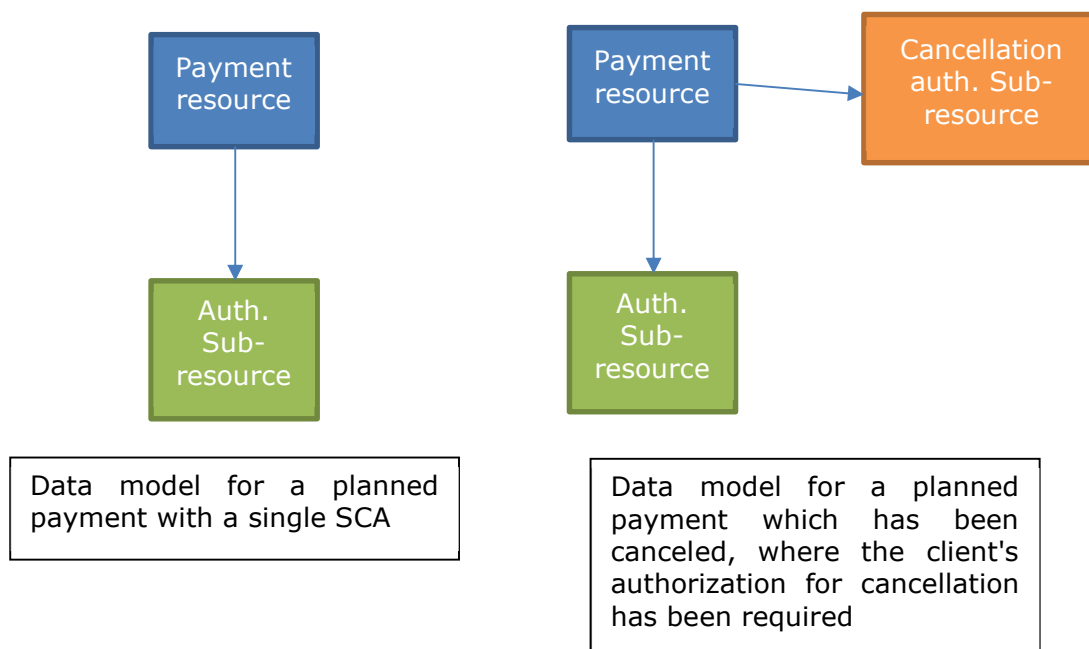 Payment
resource
Auth.
Sub-
resource
Data model for a planned
payment with a single SCA
Payment
resource
Cancellation
auth. Sub-
resource
Auth.
Sub-
resource
Data model for a planned
payment which has been
canceled, where the client's
authorization for cancellation
has been required